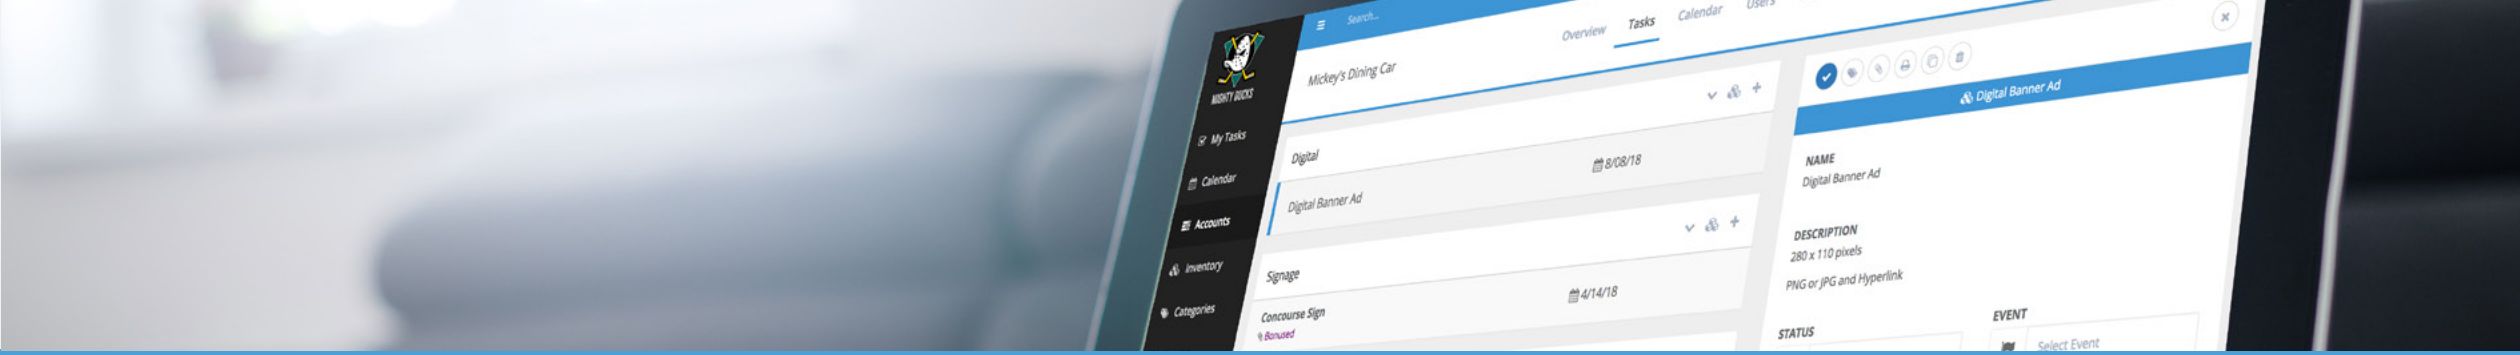 Search...
MIGHTY DUCKS
My Tasks
Calendar
Accounts
Inventory
Categories
Overview
Tasks
Calendar
Users
Mickey's Dining Car
Digital
Digital Banner Ad
8/08/18
Signage
Concourse Sign
4/14/18
Bonused
Digital Banner Ad
NAME
Digital Banner Ad
DESCRIPTION
280 x 110 pixels
PNG or JPG and Hyperlink
STATUS
EVENT
Select Event